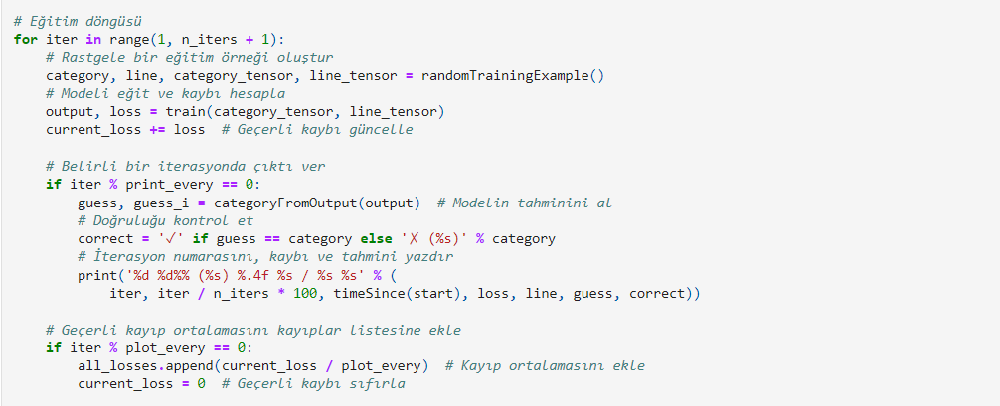 # Eğitim döngüsü
for iter in range(1, n_iters + 1):
    # Rastgele bir eğitim örneği oluştur
    category, line, category_tensor, line_tensor = randomTrainingExample()
    # Modeli eğit ve kaybı hesapla
    output, loss = train(category_tensor, line_tensor)
    current_loss += loss  # Geçerli kaybı güncelle

    # Belirli bir iterasyonda çıktı ver
    if iter % print_every == 0:
        guess, guess_i = categoryFromOutput(output)  # Modelin tahminini al
        # Doğruluğu kontrol et
        correct = '✓' if guess == category else '✗ (%s)' % category
        # İterasyon numarasını, kaybı ve tahmini yazdır
        print('%d %d%% (%s) %.4f %s / %s %s' % (
            iter, iter / n_iters * 100, timeSince(start), loss, line, guess, correct))

    # Geçerli kayıp ortalamasını kayıplar listesine ekle
    if iter % plot_every == 0:
        all_losses.append(current_loss / plot_every)  # Kayıp ortalamasını ekle
        current_loss = 0  # Geçerli kaybı sıfırla